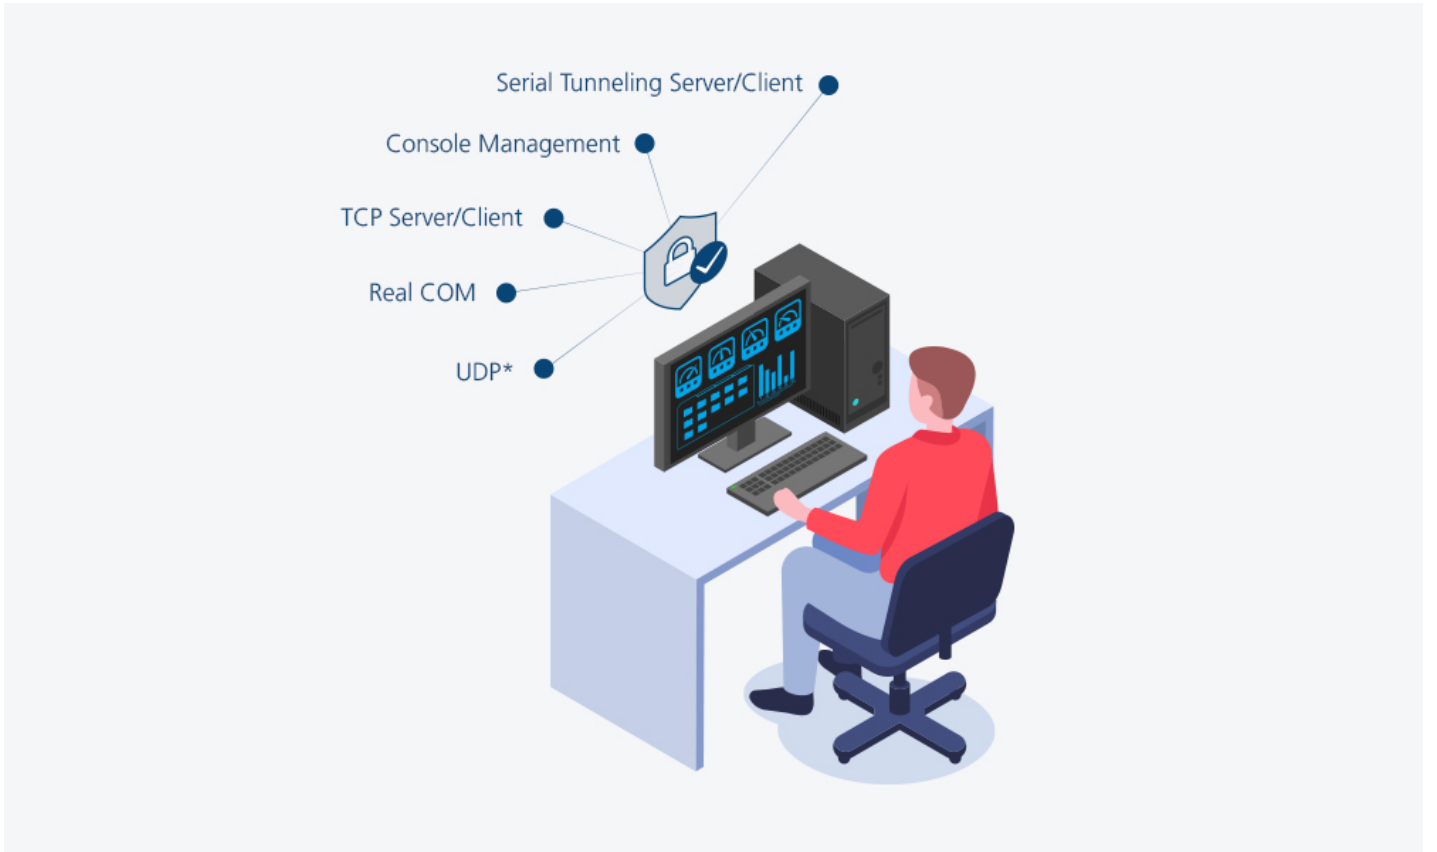 Serial Tunneling Server/Client
Console Management
TCP Server/Client
Real COM
UDP*